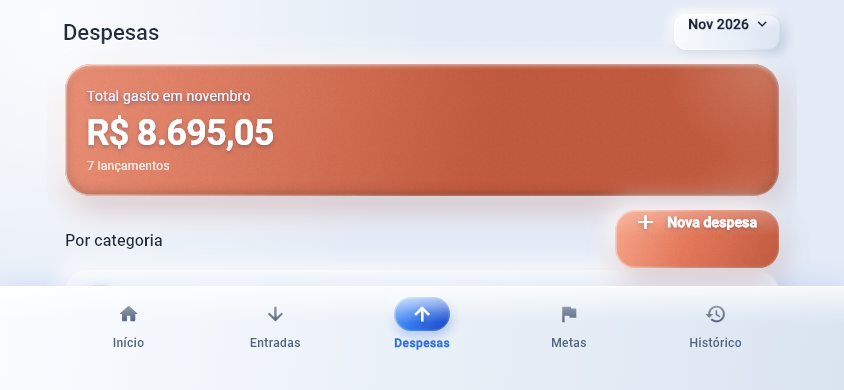 Despesas
Nov 2026
Total gasto em novembro
R$ 8.695,05
7 lançamentos
Nova despesa
Por categoria
Início
Entradas
Despesas
Metas
Histórico